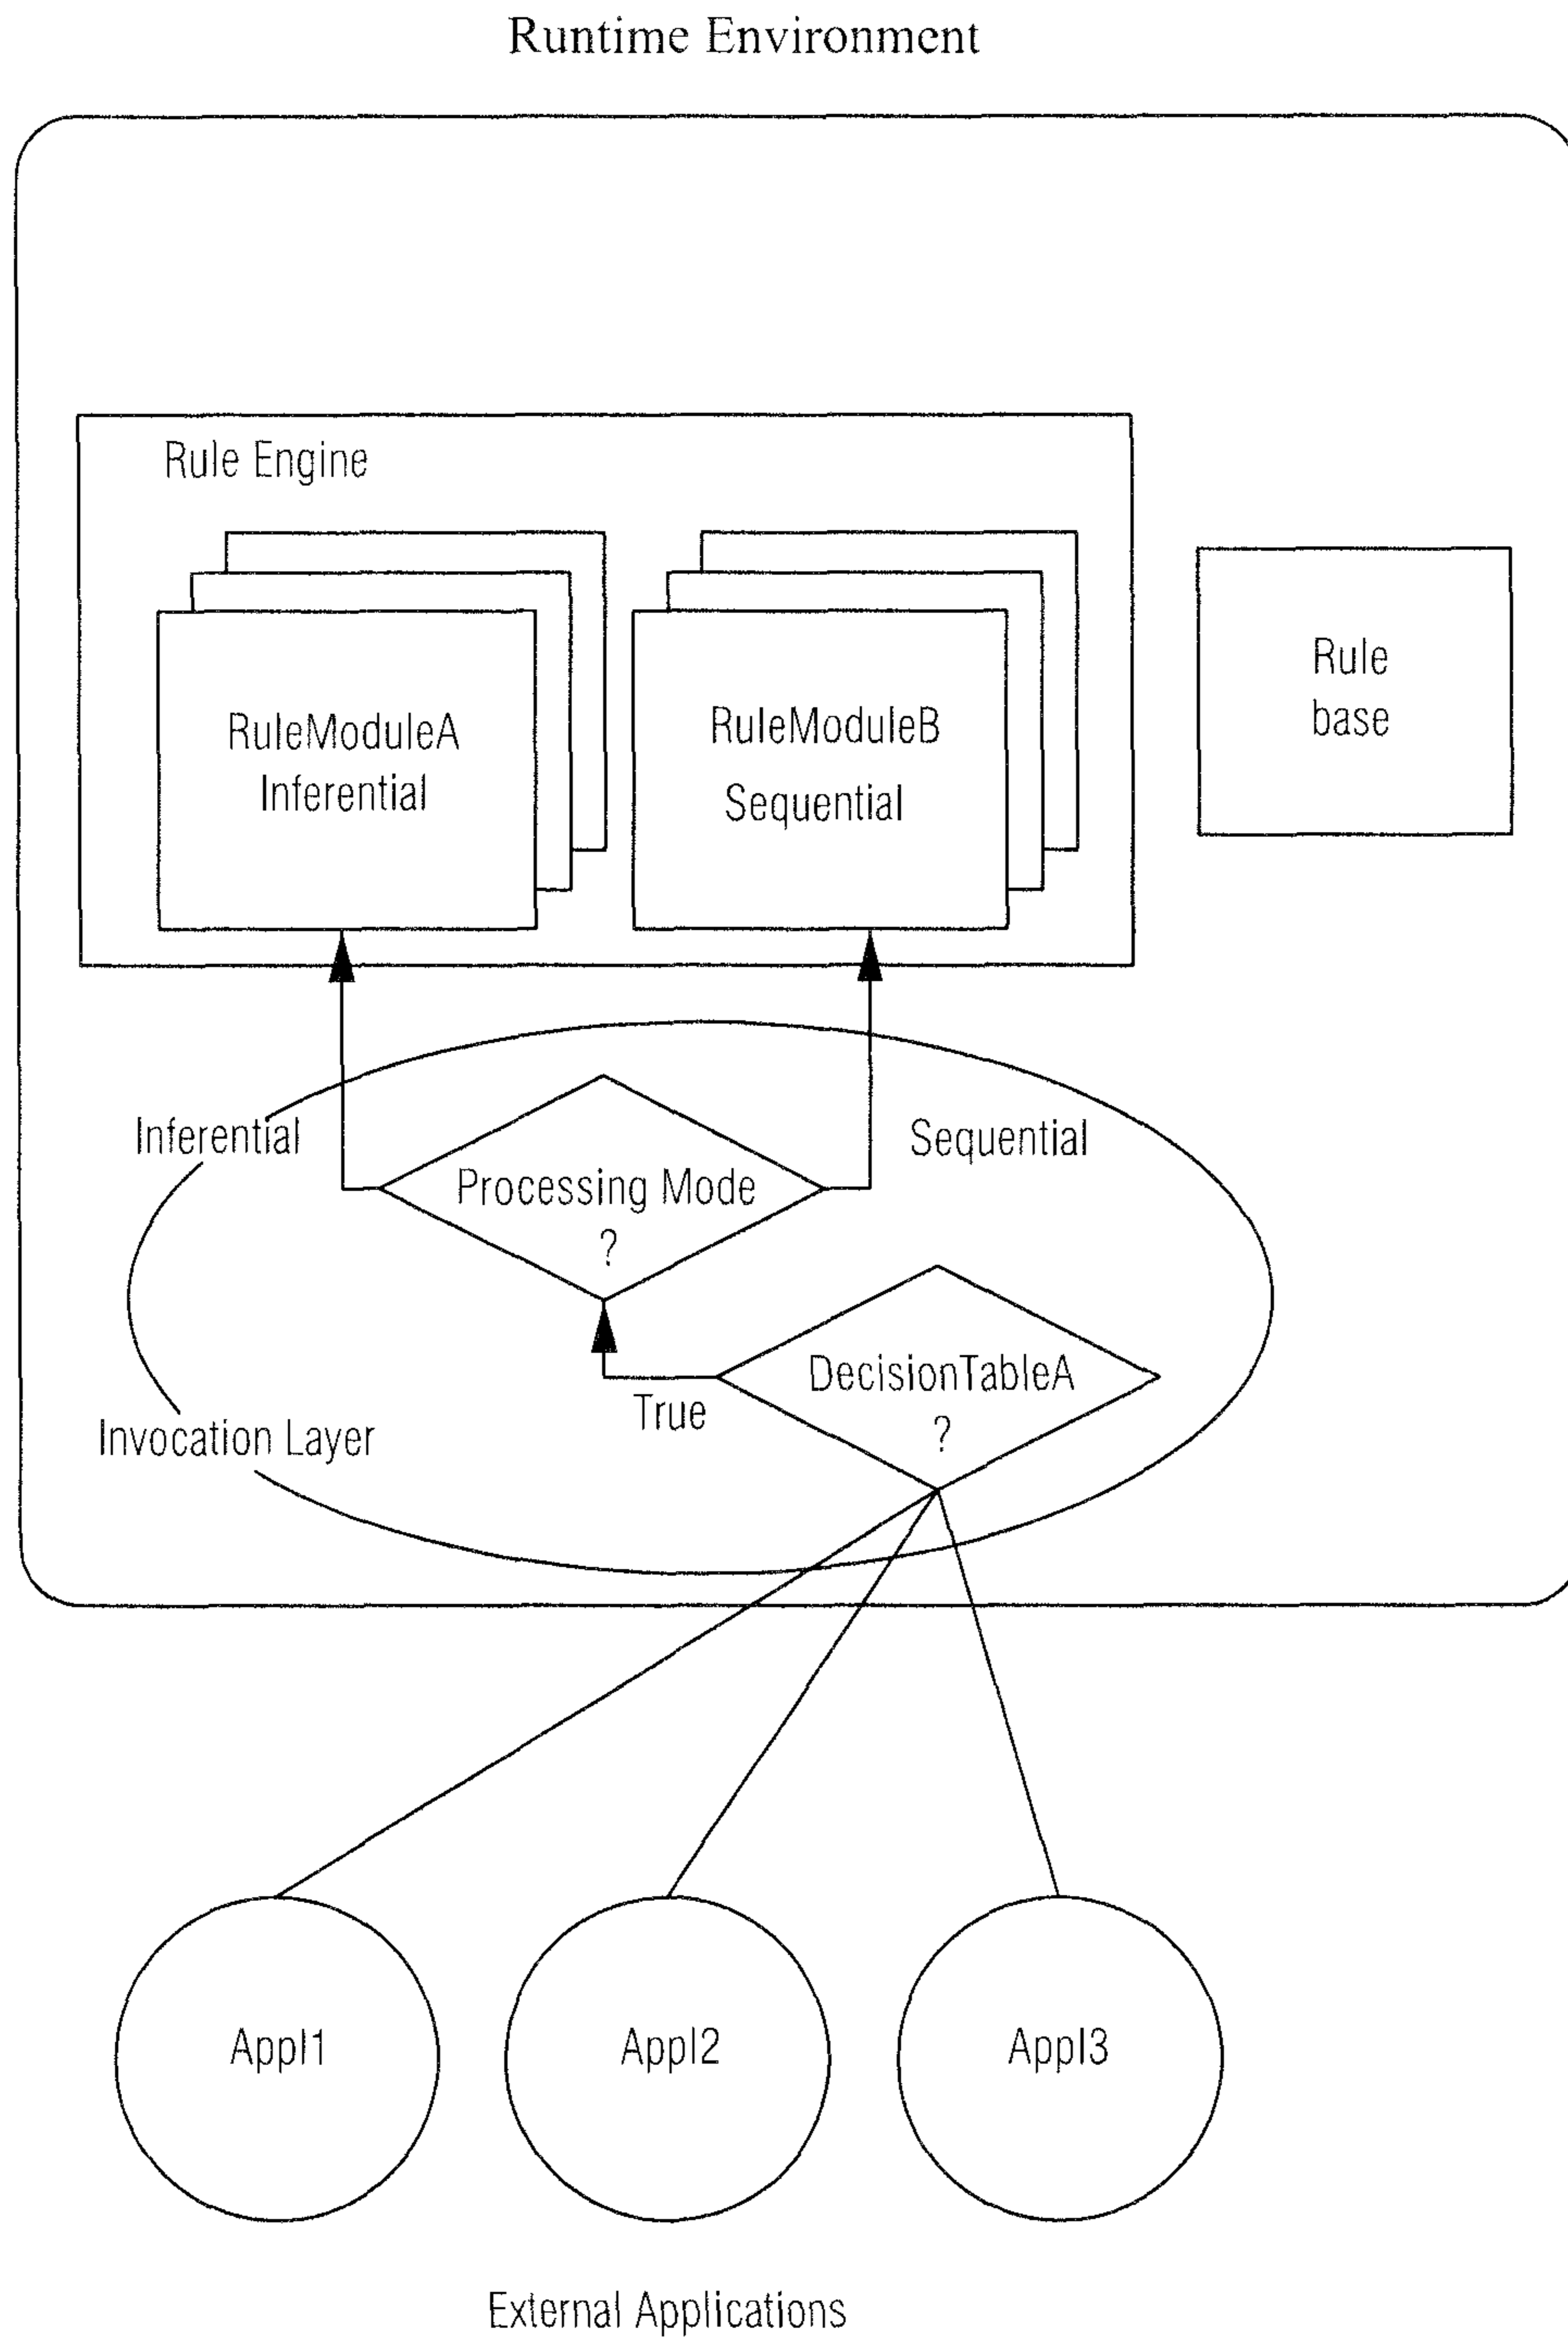 Runtime Environment
Rule Engine
RuleModuleA
Inferential
RuleModuleB
Sequential
Rule
base
Inferential
Sequential
Processing Mode
?
DecisionTableA
?
True
Invocation Layer
Appl1
Appl2
Appl3
External Applications